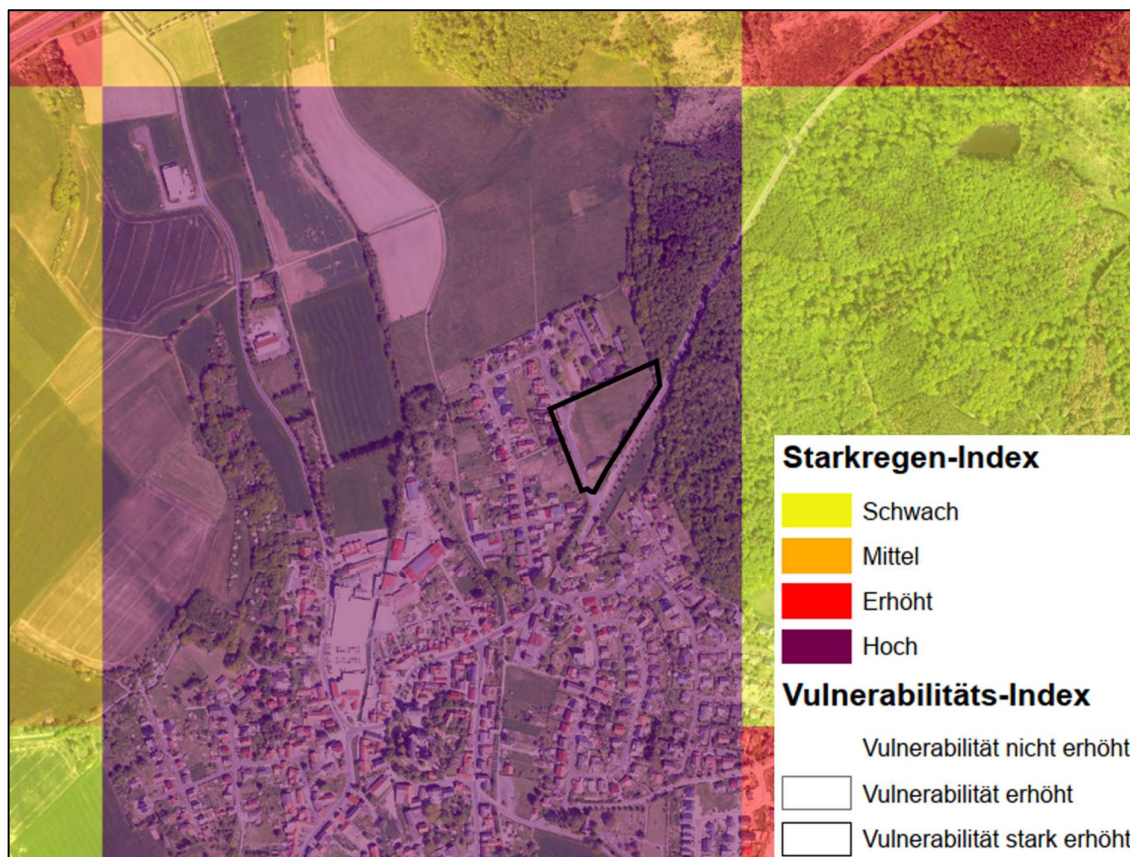 Starkregen-Index
Schwach
Mittel
Erhöht
Hoch
Vulnerabilitäts-Index
Vulnerabilität nicht erhöht
Vulnerabilität erhöht
Vulnerabilität stark erhöht